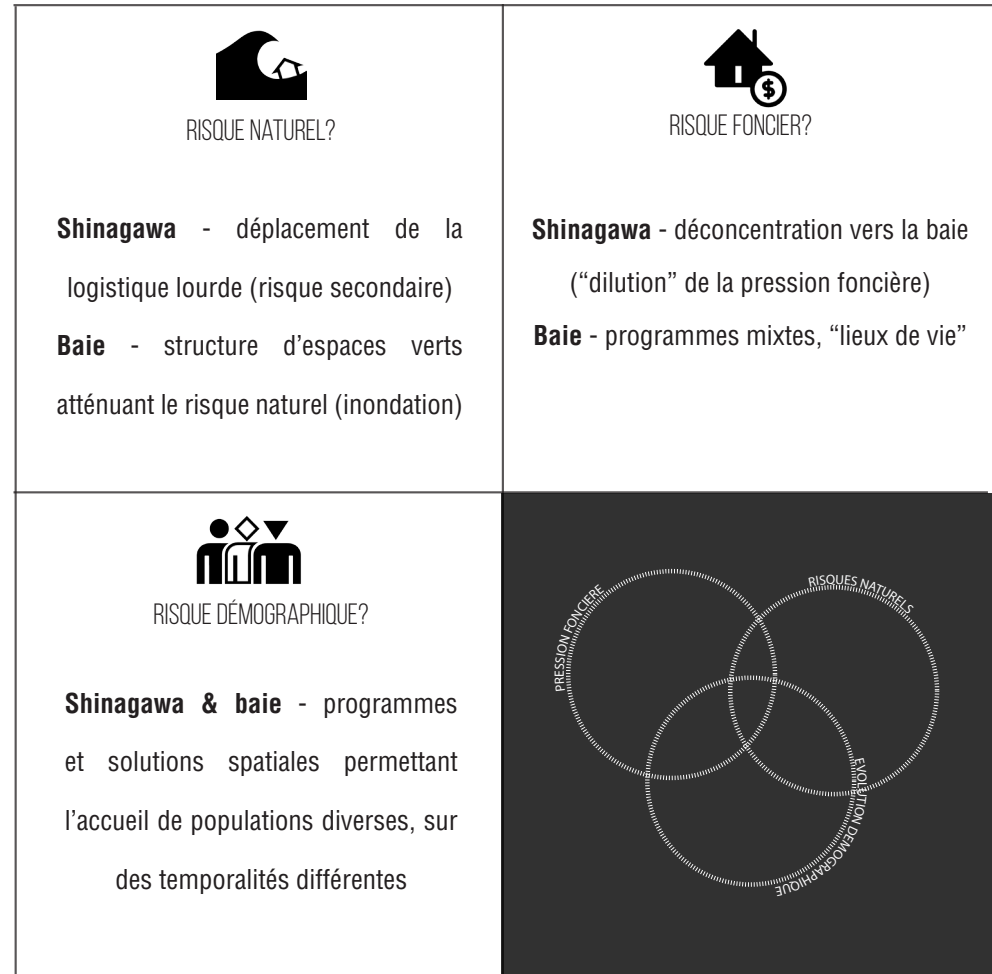 RISQUE NATUREL?
Shinagawa - déplacement de la
logistique lourde (risque secondaire)
Baie - structure d'espaces verts
atténuant le risque naturel (inondation)
$
RISQUE FONCIER?
Shinagawa - déconcentration vers la baie
(“dilution” de la pression foncière)
Baie - programmes mixtes, “lieux de vie”
RISQUE DÉMOGRAPHIQUE?
Shinagawa & baie - programmes
et solutions spatiales permettant
l’accueil de populations diverses, sur
des temporalités différentes
PRESSION FONCIERE
RISQUES NATURELS
EVOLUTION DEMOGRAPHIQUE